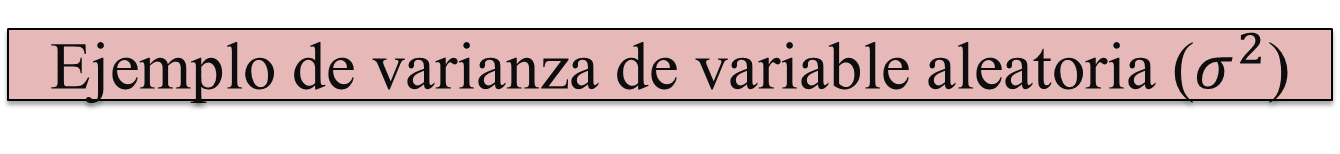 Ejemplo de varianza de variable aleatoria (𝜎²)